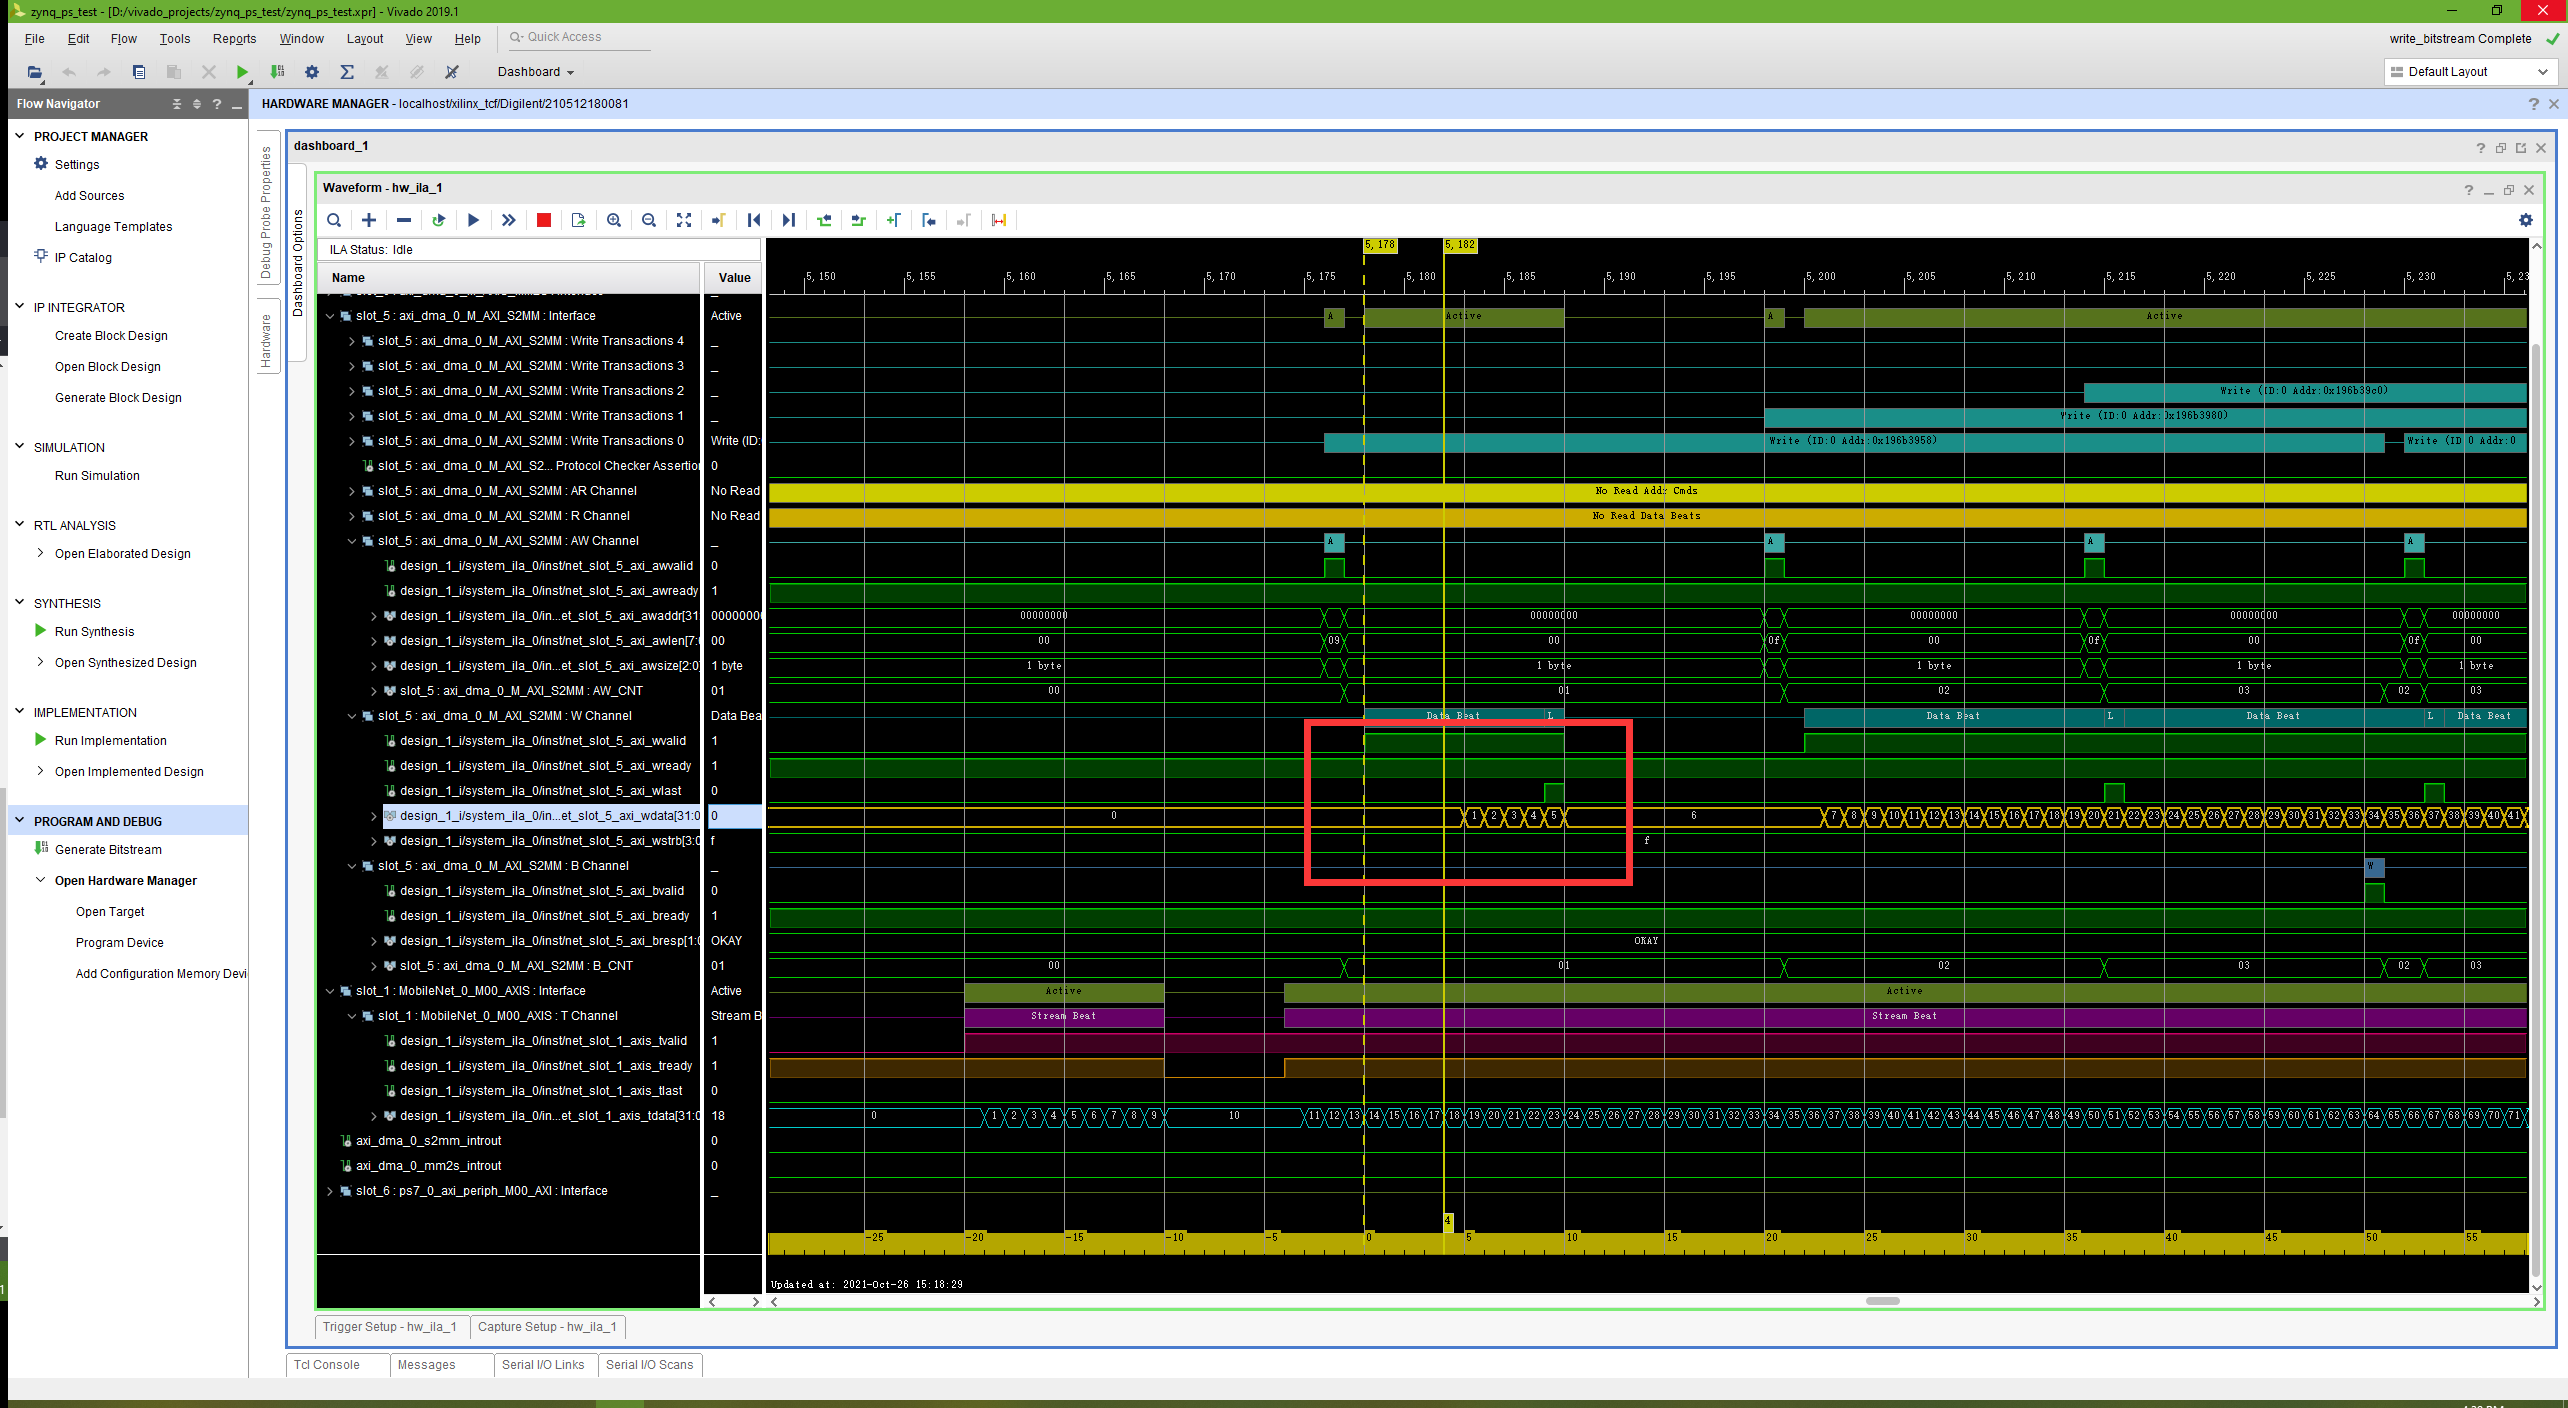 zynq_ps_test - [D:/vivado_projects/zynq_ps_test/zynq_ps_test.xpr] - Vivado 2019.1
File Edit Flow Tools Reports Window Layout View Help Quick Access
write_bitstream Complete
Dashboard
Default Layout
Flow Navigator
HARDWARE MANAGER - localhost/xilinx_tcf/Digilent/210512180081
PROJECT MANAGER
Settings
Add Sources
Language Templates
IP Catalog
IP INTEGRATOR
Create Block Design
Open Block Design
Generate Block Design
SIMULATION
Run Simulation
RTL ANALYSIS
Open Elaborated Design
SYNTHESIS
Run Synthesis
Open Synthesized Design
IMPLEMENTATION
Run Implementation
Open Implemented Design
PROGRAM AND DEBUG
Generate Bitstream
Open Hardware Manager
Open Target
Program Device
Add Configuration Memory Devi
Debug Probe Properties
Hardware
Dashboard Options
dashboard_1
Waveform - hw_ila_1
ILA Status: Idle
Name Value
5,178 5,182
5,150 5,155 5,160 5,165 5,170 5,175 5,180 5,185 5,190 5,195 5,200 5,205 5,210 5,215 5,220 5,225 5,230 5,23
slot_5 : axi_dma_0_M_AXI_S2MM : Interface Active A Active A Active
slot_5 : axi_dma_0_M_AXI_S2MM : Write Transactions 4 _
slot_5 : axi_dma_0_M_AXI_S2MM : Write Transactions 3 _
slot_5 : axi_dma_0_M_AXI_S2MM : Write Transactions 2 _ Write (ID:0 Addr:0x196b39c0)
slot_5 : axi_dma_0_M_AXI_S2MM : Write Transactions 1 _ Write (ID:0 Addr:0x196b3980)
slot_5 : axi_dma_0_M_AXI_S2MM : Write Transactions 0 Write (ID: Write (ID:0 Addr:0x196b3958) Write (ID:0 Addr:0
slot_5 : axi_dma_0_M_AXI_S2... Protocol Checker Assertio 0
slot_5 : axi_dma_0_M_AXI_S2MM : AR Channel No Read No Read Addr Cmds
slot_5 : axi_dma_0_M_AXI_S2MM : R Channel No Read No Read Data Beats
slot_5 : axi_dma_0_M_AXI_S2MM : AW Channel _ A A A A
design_1_i/system_ila_0/inst/net_slot_5_axi_awvalid 0
design_1_i/system_ila_0/inst/net_slot_5_axi_awready 1
design_1_i/system_ila_0/in...et_slot_5_axi_awaddr[31 00000000 00000000 00000000 00000000 00000000 00000000
design_1_i/system_ila_0/inst/net_slot_5_axi_awlen[7: 00 00 09 00 0f 00 0f 00 0f 00
design_1_i/system_ila_0/in...et_slot_5_axi_awsize[2:0 1 byte 1 byte 1 byte 1 byte 1 byte 1 byte
slot_5 : axi_dma_0_M_AXI_S2MM : AW_CNT 01 00 01 02 03 02 03
slot_5 : axi_dma_0_M_AXI_S2MM : W Channel Data Bea Data Beat L Data Beat L Data Beat L Data Beat
design_1_i/system_ila_0/inst/net_slot_5_axi_wvalid 1
design_1_i/system_ila_0/inst/net_slot_5_axi_wready 1
design_1_i/system_ila_0/inst/net_slot_5_axi_wlast 0
design_1_i/system_ila_0/in...et_slot_5_axi_wdata[31:0 0 0 1 2 3 4 5 6 7 8 9 10 11 12 13 14 15 16 17 18 19 20 21 22 23 24 25 26 27 28 29 30 31 32 33 34 35 36 37 38 39 40 41
design_1_i/system_ila_0/inst/net_slot_5_axi_wstrb[3:0 f f
slot_5 : axi_dma_0_M_AXI_S2MM : B Channel _ W
design_1_i/system_ila_0/inst/net_slot_5_axi_bvalid 0
design_1_i/system_ila_0/inst/net_slot_5_axi_bready 1
design_1_i/system_ila_0/inst/net_slot_5_axi_bresp[1:0 OKAY OKAY
slot_5 : axi_dma_0_M_AXI_S2MM : B_CNT 01 00 01 02 03 02 03
slot_1 : MobileNet_0_M00_AXIS : Interface Active Active Active
slot_1 : MobileNet_0_M00_AXIS : T Channel Stream B Stream Beat Stream Beat
design_1_i/system_ila_0/inst/net_slot_1_axis_tvalid 1
design_1_i/system_ila_0/inst/net_slot_1_axis_tready 1
design_1_i/system_ila_0/inst/net_slot_1_axis_tlast 0
design_1_i/system_ila_0/in...et_slot_1_axis_tdata[31:0 18 0 1 2 3 4 5 6 7 8 9 10 11 12 13 14 15 16 17 18 19 20 21 22 23 24 25 26 27 28 29 30 31 32 33 34 35 36 37 38 39 40 41 42 43 44 45 46 47 48 49 50 51 52 53 54 55 56 57 58 59 60 61 62 63 64 65 66 67 68 69 70 71
axi_dma_0_s2mm_introut 0
axi_dma_0_mm2s_introut 0
slot_6 : ps7_0_axi_periph_M00_AXI : Interface _
4
-25 -20 -15 -10 -5 0 5 10 15 20 25 30 35 40 45 50 55
Updated at: 2021-Oct-26 15:18:29
Trigger Setup - hw_ila_1 Capture Setup - hw_ila_1
Tcl Console Messages Serial I/O Links Serial I/O Scans